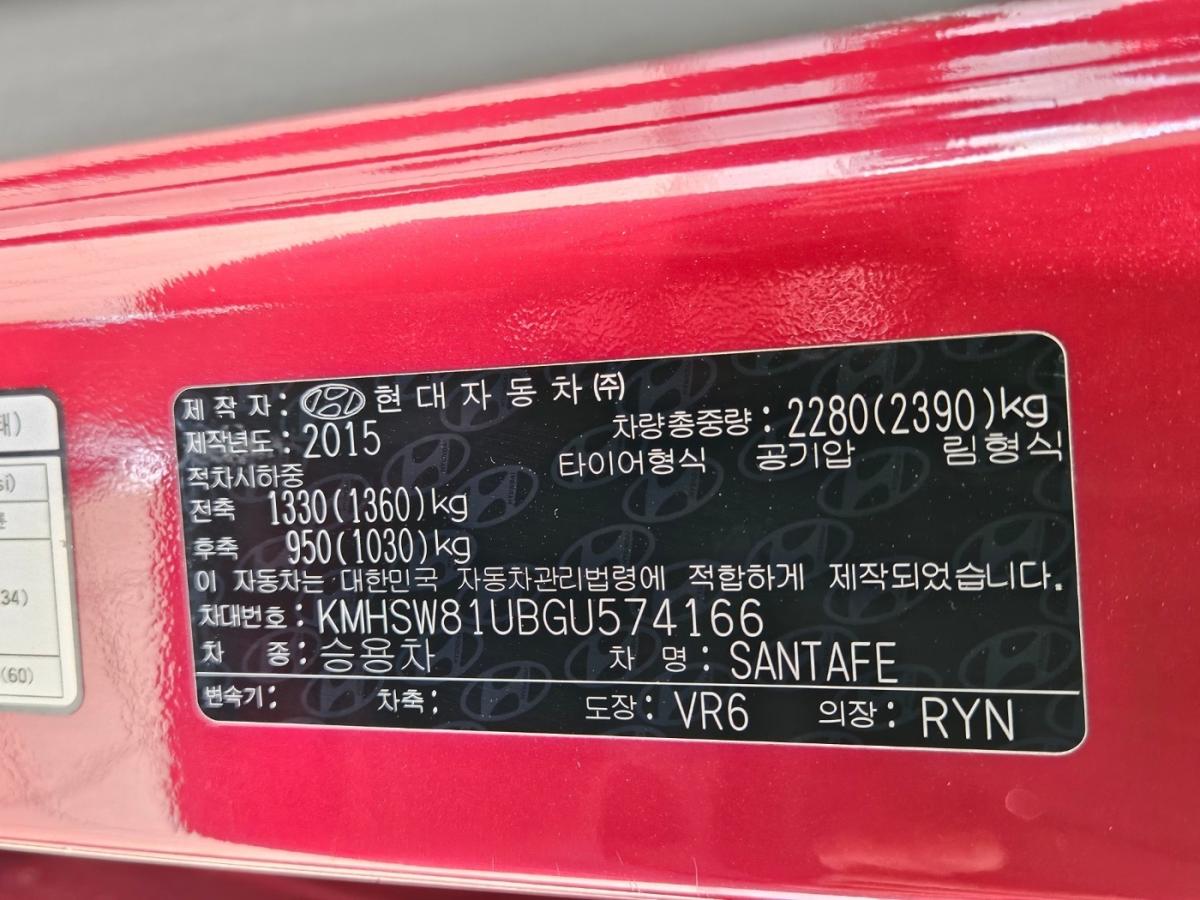 제 작 자 : 현 대 자 동 차 ㈜
제작년도 : 2015
차량총중량 : 2280(2390)kg
적차시하중
타이어형식 공기압 림형식
전축 1330(1360)kg
후축 950(1030)kg
이 자동차는 대한민국 자동차관리법령에 적합하게 제작되었습니다.
차대번호 : KMHSW81UBGU574166
차 종 : 승용차 차 명 : SANTAFE
변속기 : 차축 : 도장 : VR6 의장 : RYN
si)
34)
(60)